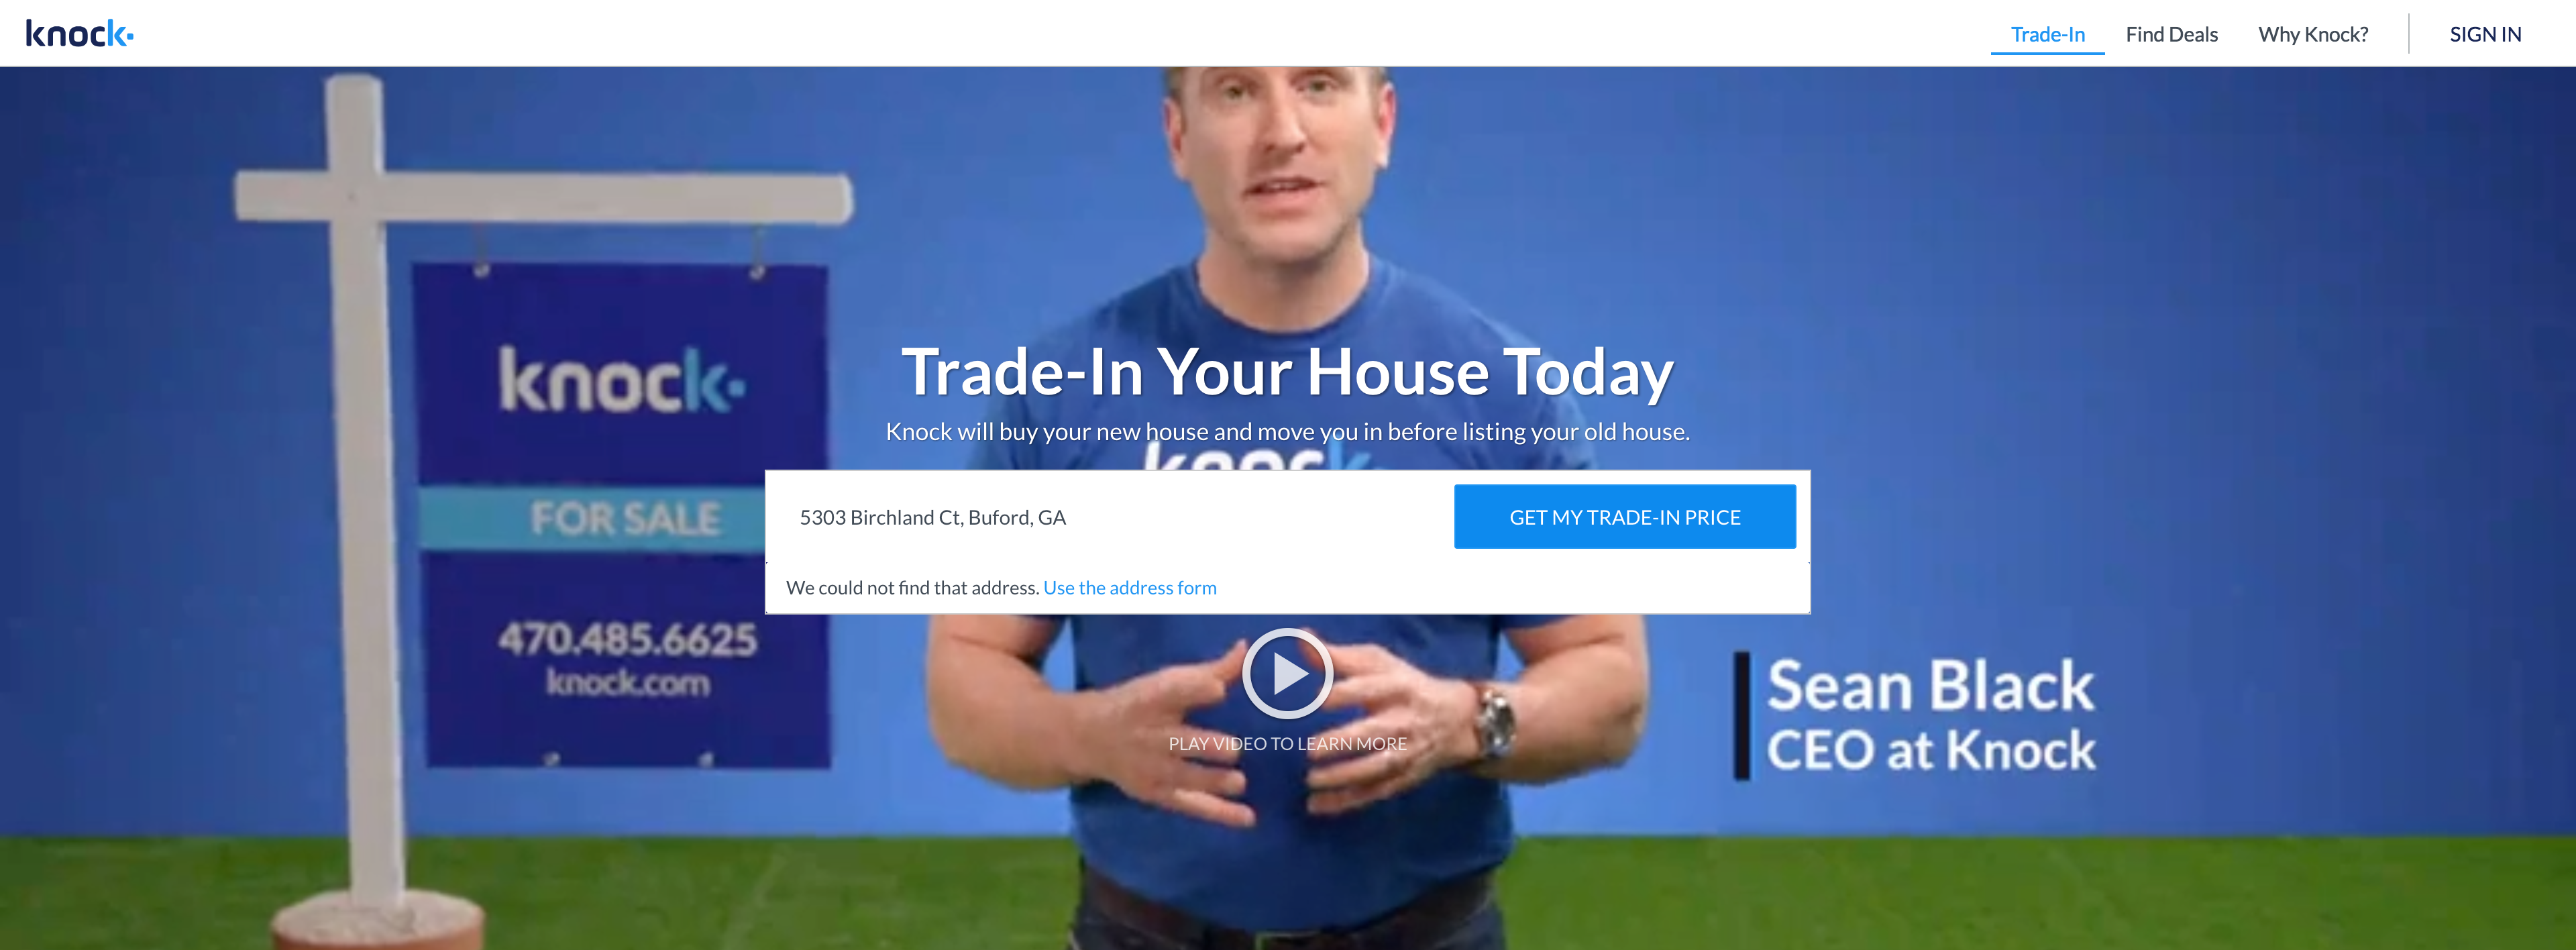 knock
Trade-In
Find Deals
Why Knock?
SIGN IN
knock
FOR SALE
470.485.6625
knock.com
Trade-In Your House Today
Knock will buy your new house and move you in before listing your old house.
knock
5303 Birchland Ct, Buford, GA
GET MY TRADE-IN PRICE
We could not find that address. Use the address form
PLAY VIDEO TO LEARN MORE
Sean Black
CEO at Knock